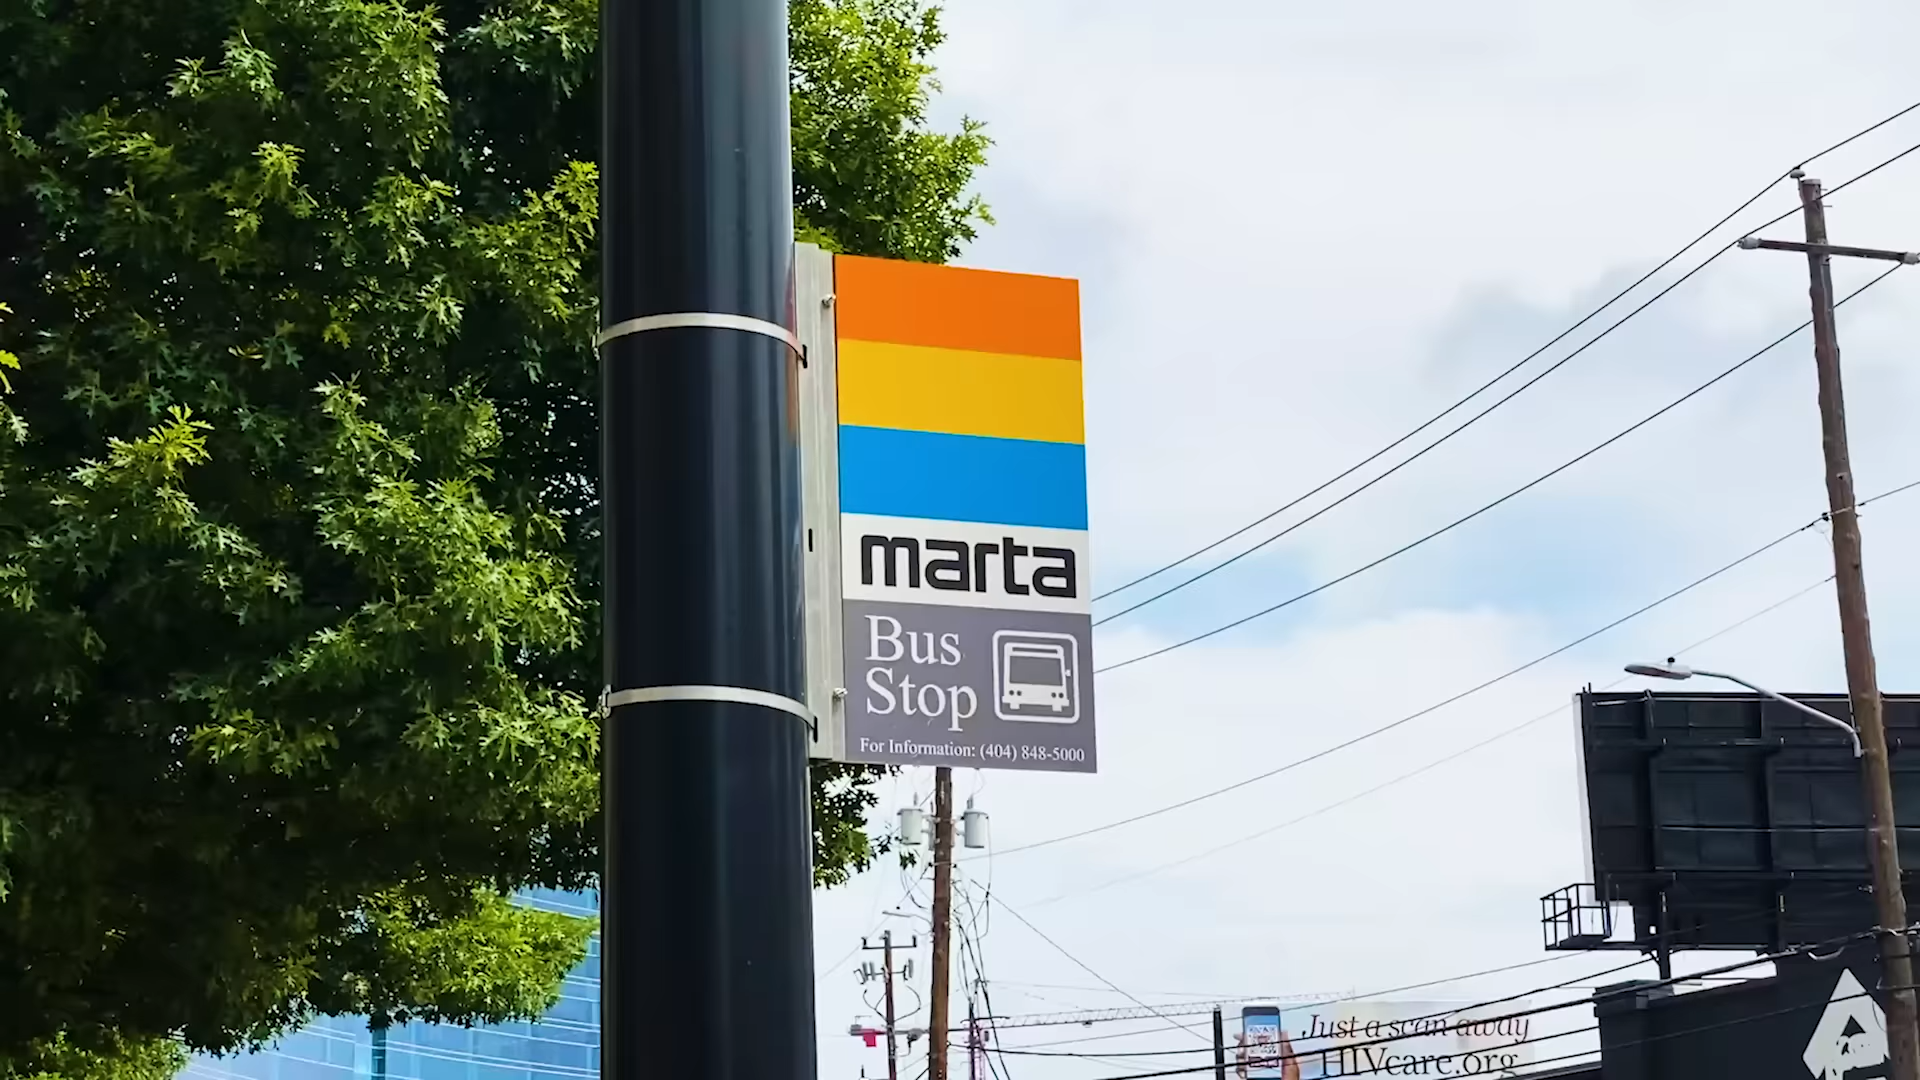 marta
Bus
Stop
For Information: (404) 848-5000
Just a scan away
HIVcare.org